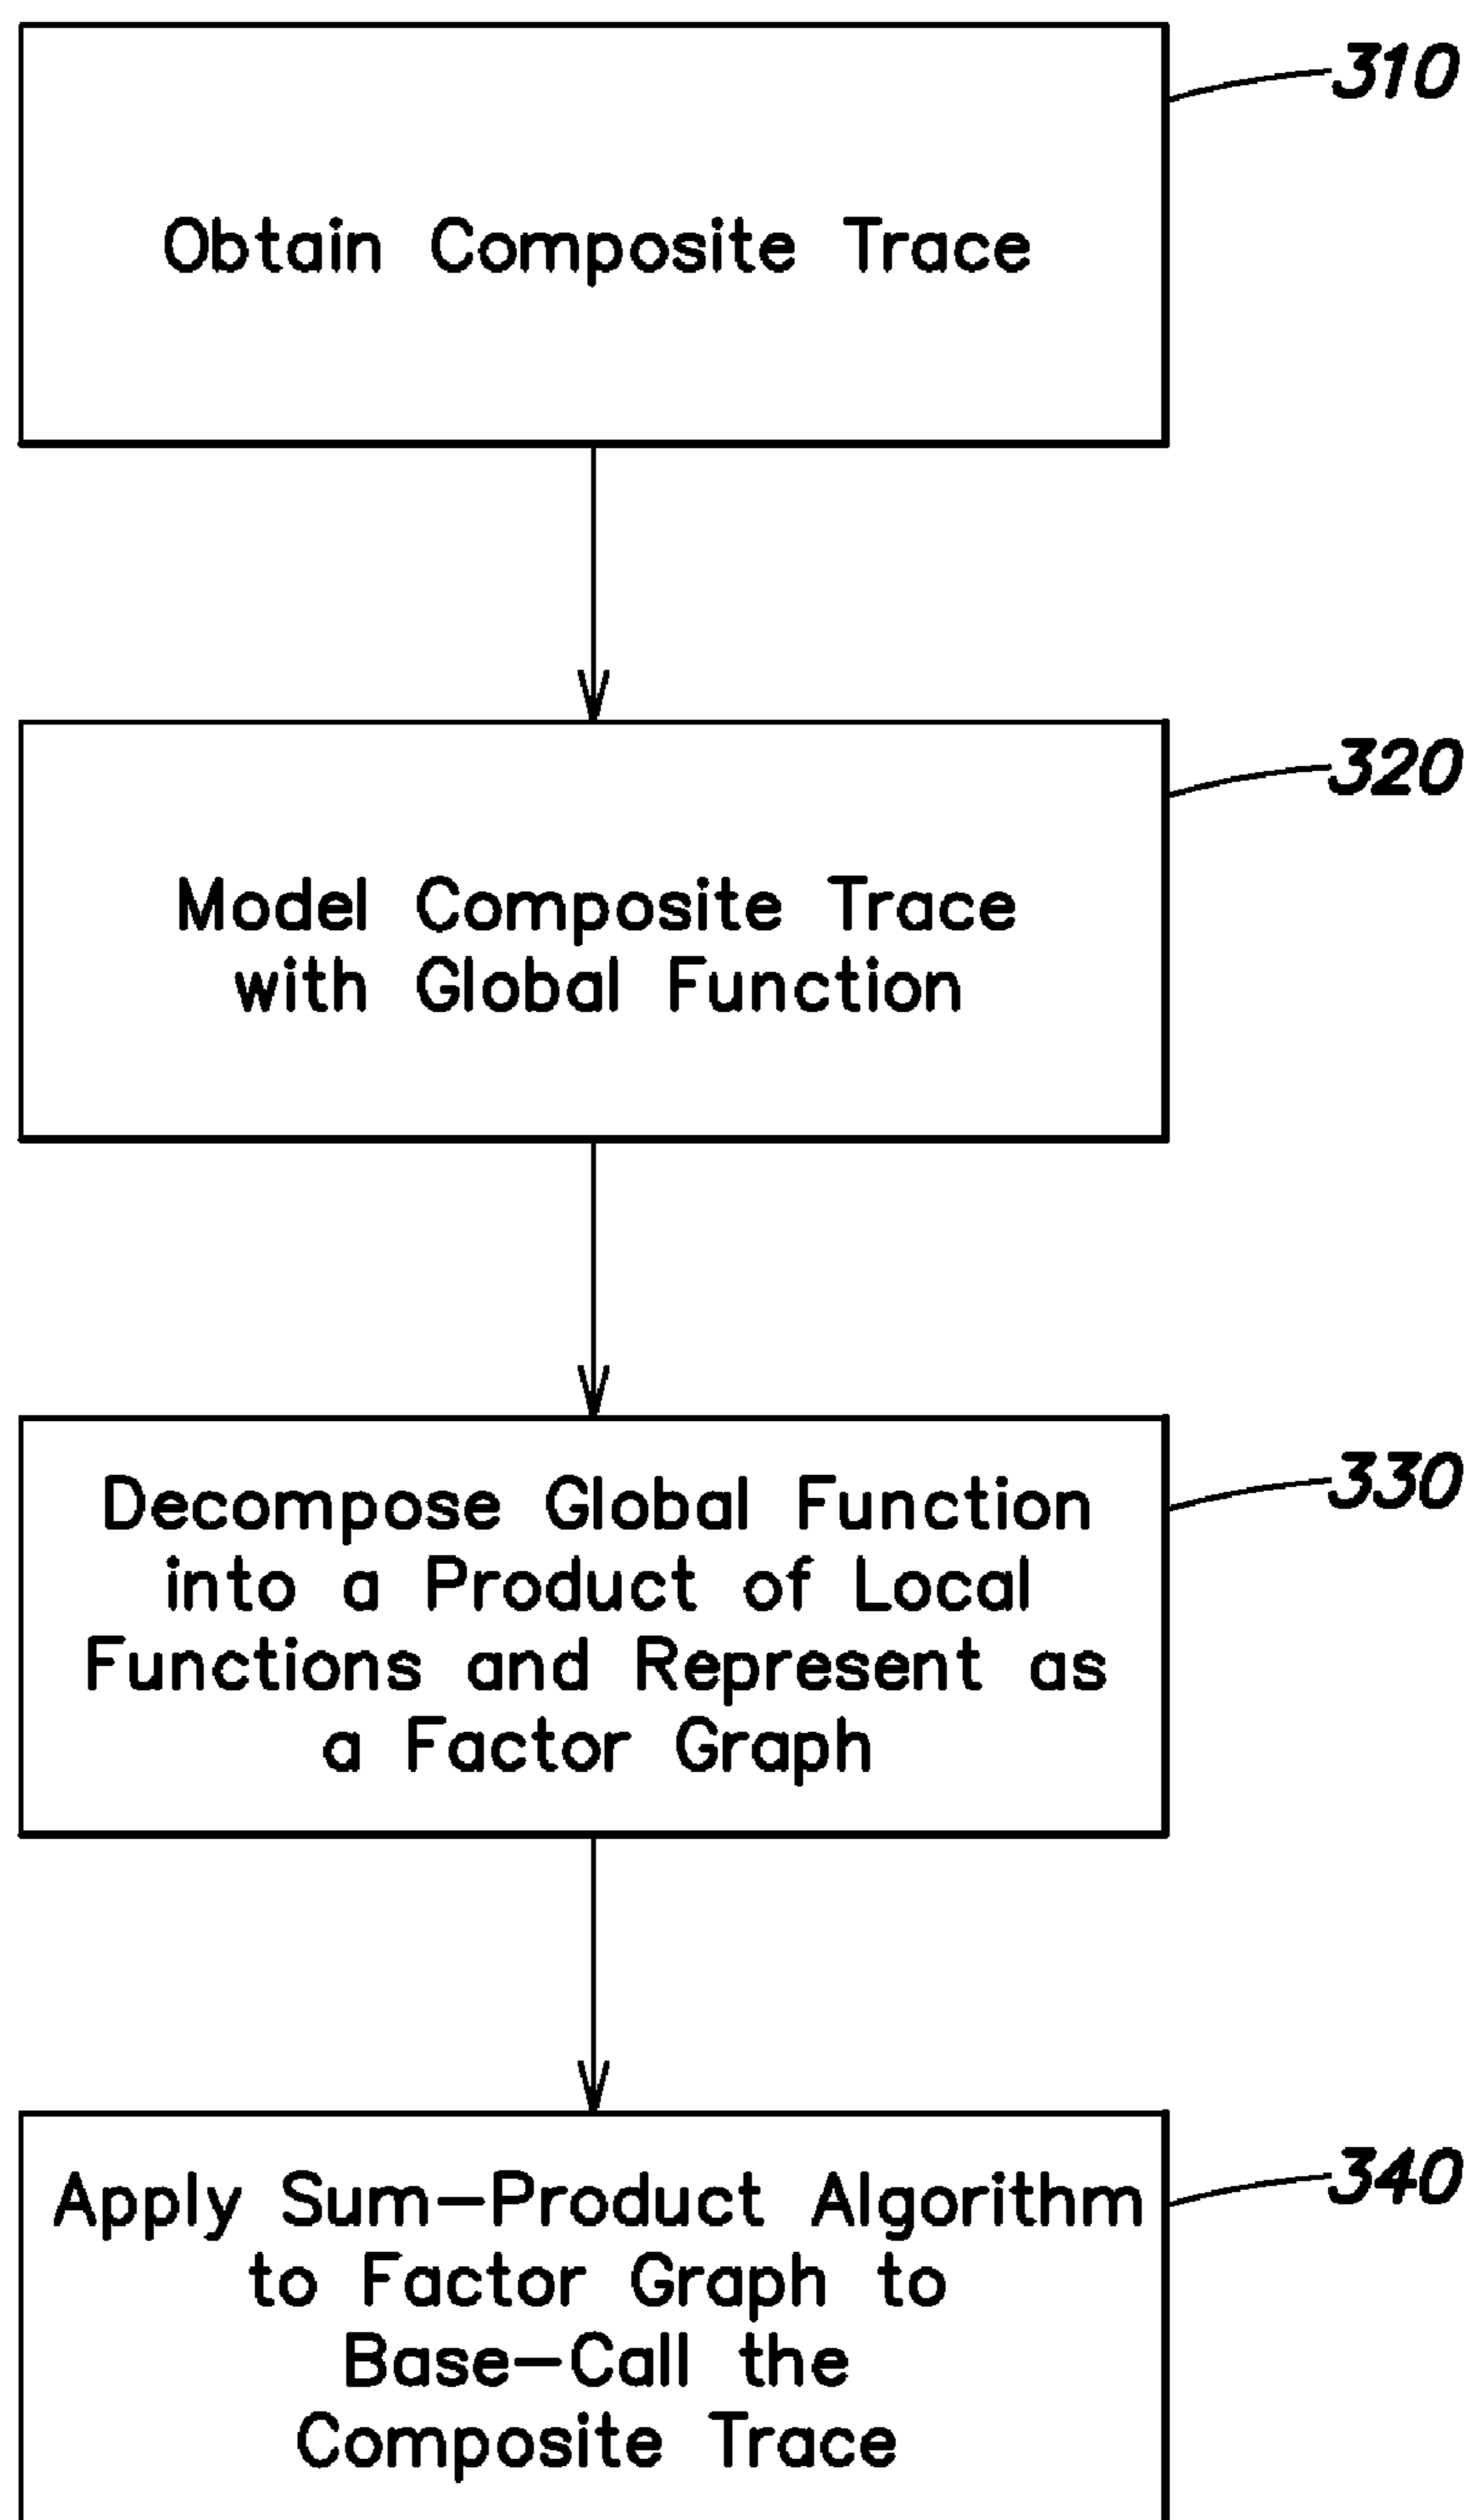 310
Obtain Composite Trace
320
Model Composite Trace
with Global Function
330
Decompose Global Function
into a Product of Local
Functions and Represent as
a Factor Graph
340
Apply Sum-Product Algorithm
to Factor Graph to
Base-Call the
Composite Trace